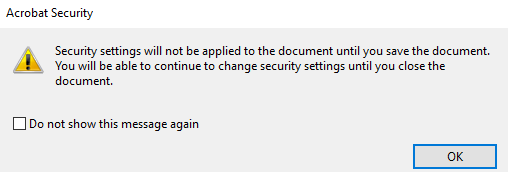 Acrobat Security
Security settings will not be applied to the document until you save the document.
You will be able to continue to change security settings until you close the
document.
Do not show this message again
OK